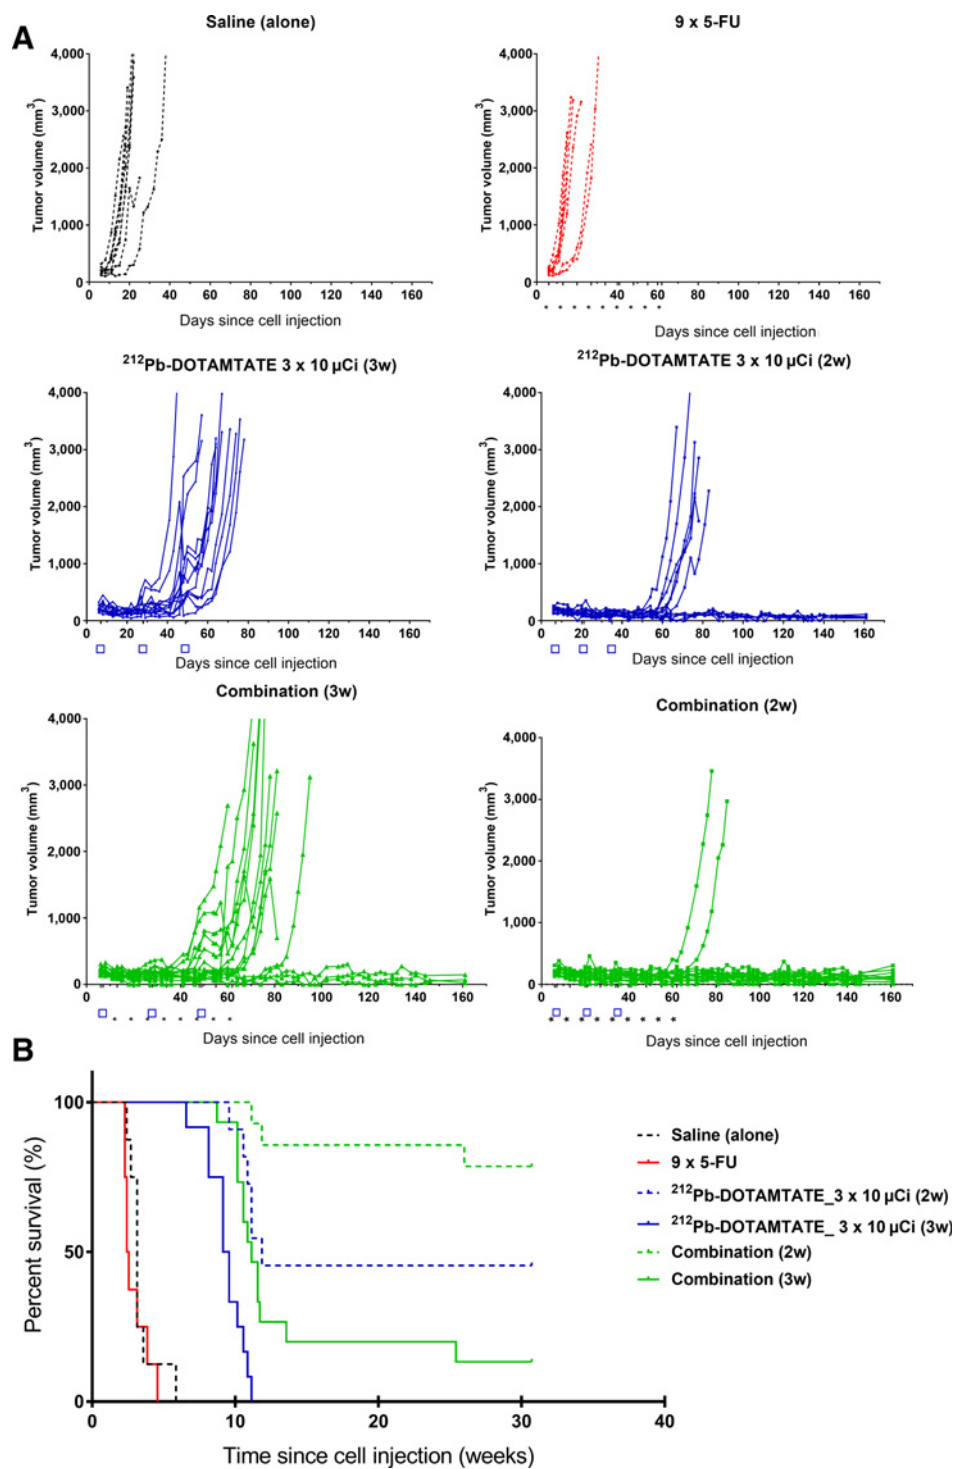 A
Saline (alone)
9 x 5-FU
4,000
3,000
2,000
1,000
0
Tumor volume (mm³)
0 20 40 60 80 100 120 140 160
Days since cell injection
4,000
3,000
2,000
1,000
0
Tumor volume (mm³)
0 20 40 60 80 100 120 140 160
* * * * * * * * *
Days since cell injection
²¹²Pb-DOTAMTATE 3 x 10 µCi (3w)
²¹²Pb-DOTAMTATE 3 x 10 µCi (2w)
4,000
3,000
2,000
1,000
0
Tumor volume (mm³)
0 20 40 60 80 100 120 140 160
Days since cell injection
4,000
3,000
2,000
1,000
0
Tumor volume (mm³)
0 20 40 60 80 100 120 140 160
Days since cell injection
Combination (3w)
Combination (2w)
4,000
3,000
2,000
1,000
0
Tumor volume (mm³)
0 20 40 60 80 100 120 140 160
Days since cell injection
4,000
3,000
2,000
1,000
0
Tumor volume (mm³)
0 20 40 60 80 100 120 140 160
* * * * * * * * *
Days since cell injection
B
100
50
0
Percent survival (%)
0 10 20 30 40
Time since cell injection (weeks)
Saline (alone)
9 x 5-FU
²¹²Pb-DOTAMTATE_3 x 10 µCi (2w)
²¹²Pb-DOTAMTATE_ 3 x 10 µCi (3w)
Combination (2w)
Combination (3w)